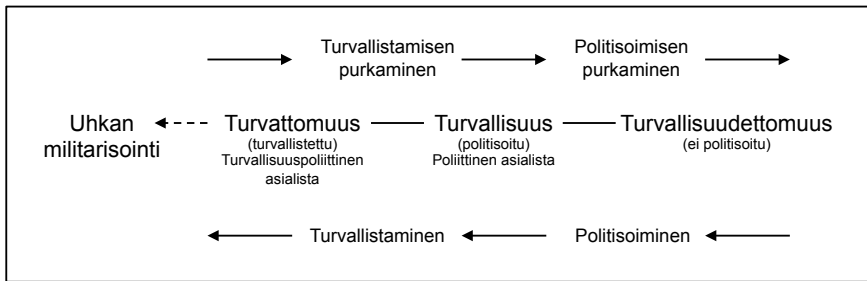 Turvallistamisen
purkaminen
Politisoimisen
purkaminen
Uhkan
militarisointi
Turvattomuus
(turvallistettu)
Turvallisuuspoliittinen
asialista
Turvallisuus
(politisoitu)
Poliittinen asialista
Turvallisuudettomuus
(ei politisoitu)
Turvallistaminen
Politisoiminen